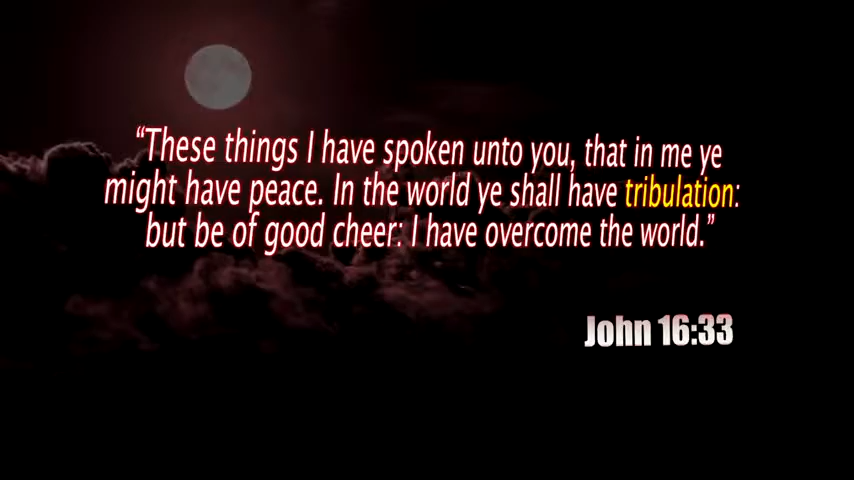 “These things I have spoken unto you, that in me ye
might have peace. In the world ye shall have tribulation:
but be of good cheer: I have overcome the world.”
John 16:33